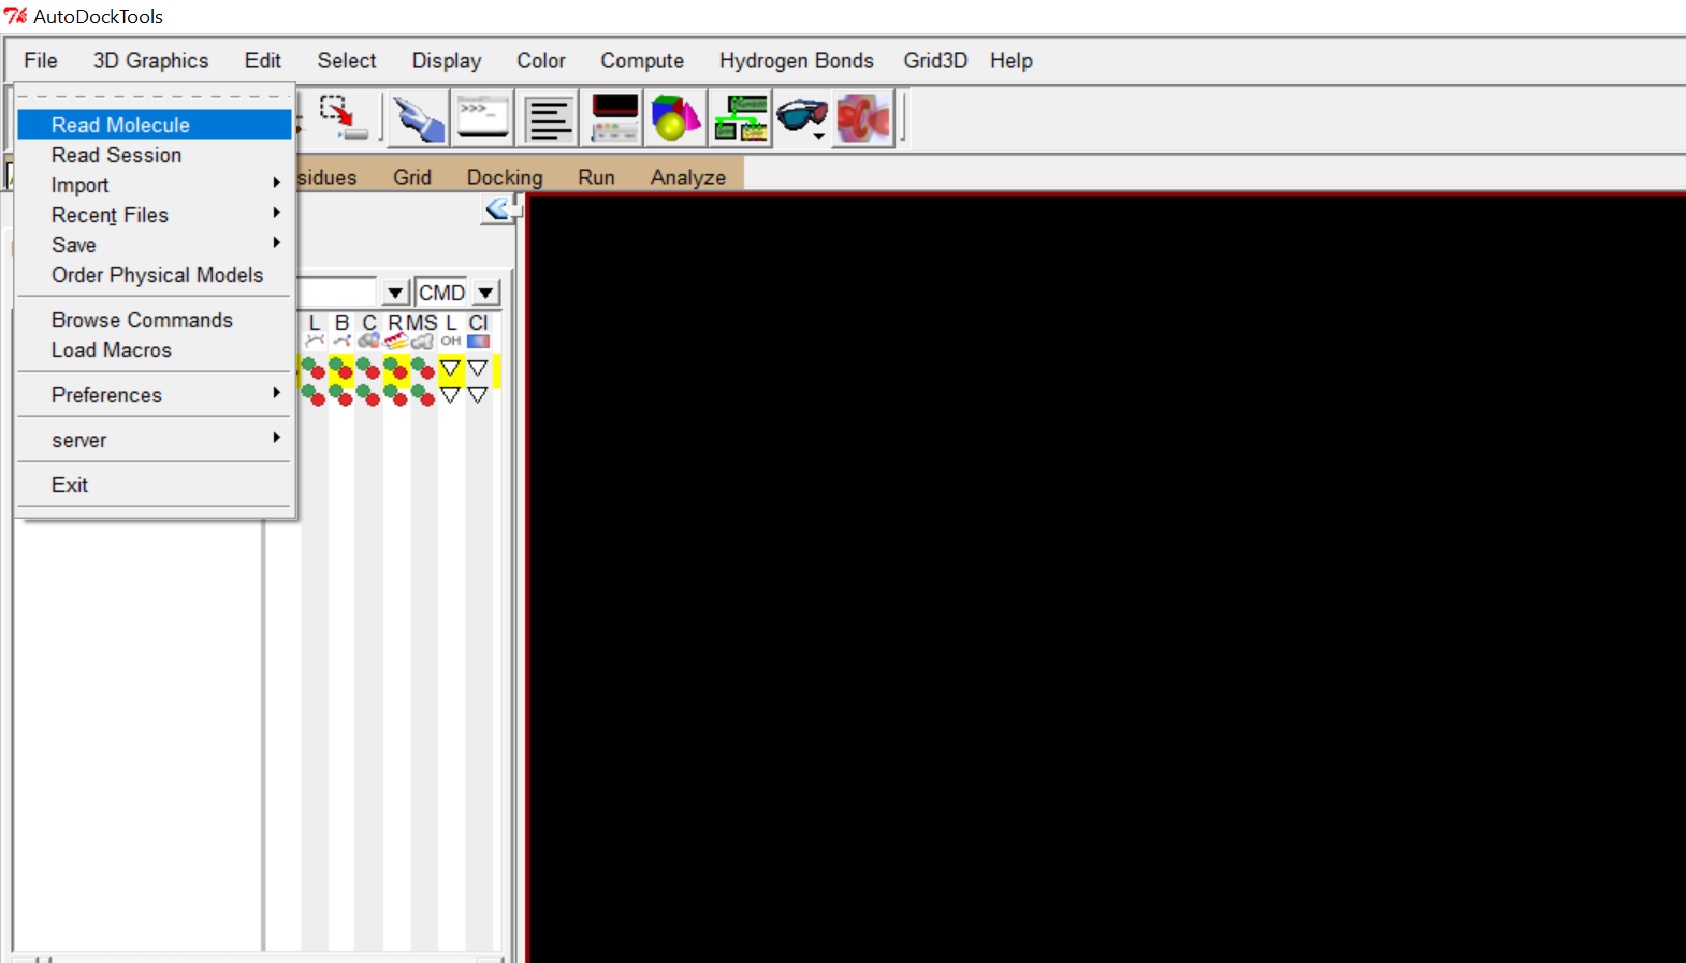 AutoDockTools
File 3D Graphics Edit Select Display Color Compute Hydrogen Bonds Grid3D Help
>>>_
sidues Grid Docking Run Analyze
Read Molecule
Read Session
Import
Recent Files
Save
Order Physical Models
Browse Commands
Load Macros
Preferences
server
Exit
CMD
L B C R MS L Cl
OH